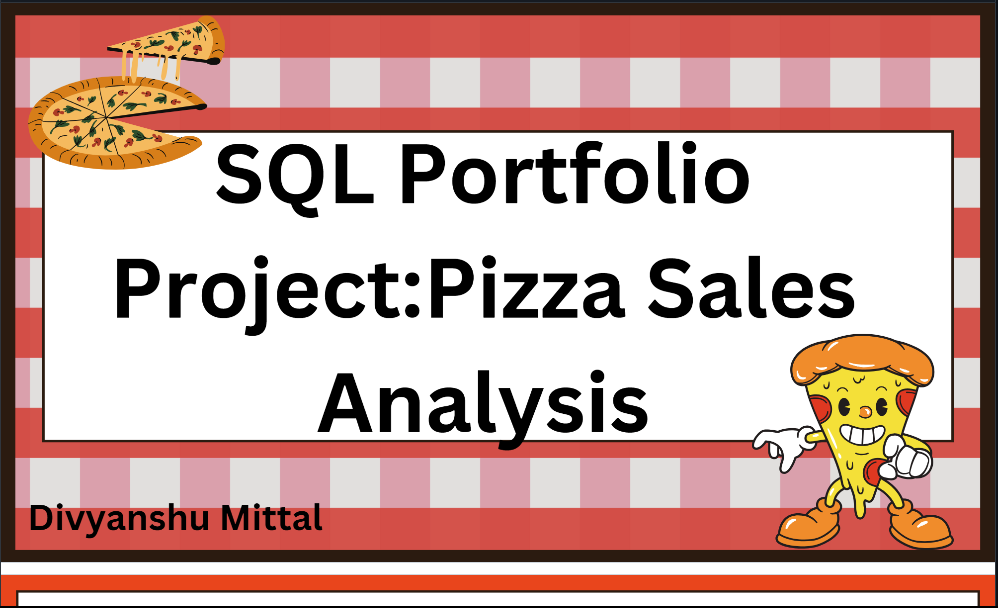 SQL Portfolio
Project:Pizza Sales
Analysis
Divyanshu Mittal